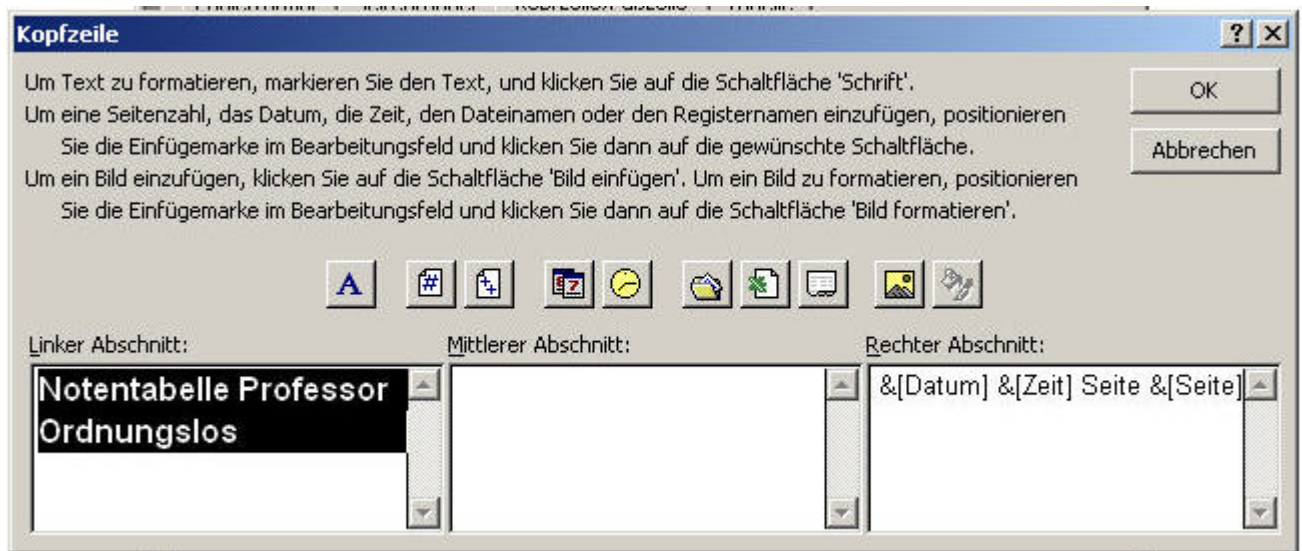 Kopfzeile
Um Text zu formatieren, markieren Sie den Text, und klicken Sie auf die Schaltfläche 'Schrift'.
OK
Um eine Seitenzahl, das Datum, die Zeit, den Dateinamen oder den Registernamen einzufügen, positionieren
Sie die Einfügemarke im Bearbeitungsfeld und klicken Sie dann auf die gewünschte Schaltfläche.
Abbrechen
Um ein Bild einzufügen, klicken Sie auf die Schaltfläche 'Bild einfügen'. Um ein Bild zu formatieren, positionieren
Sie die Einfügemarke im Bearbeitungsfeld und klicken Sie dann auf die Schaltfläche 'Bild formatieren'.
Linker Abschnitt:
Mittlerer Abschnitt:
Rechter Abschnitt:
Notentabelle Professor
Ordnungslos
&[Datum] &[Zeit] Seite &[Seite]